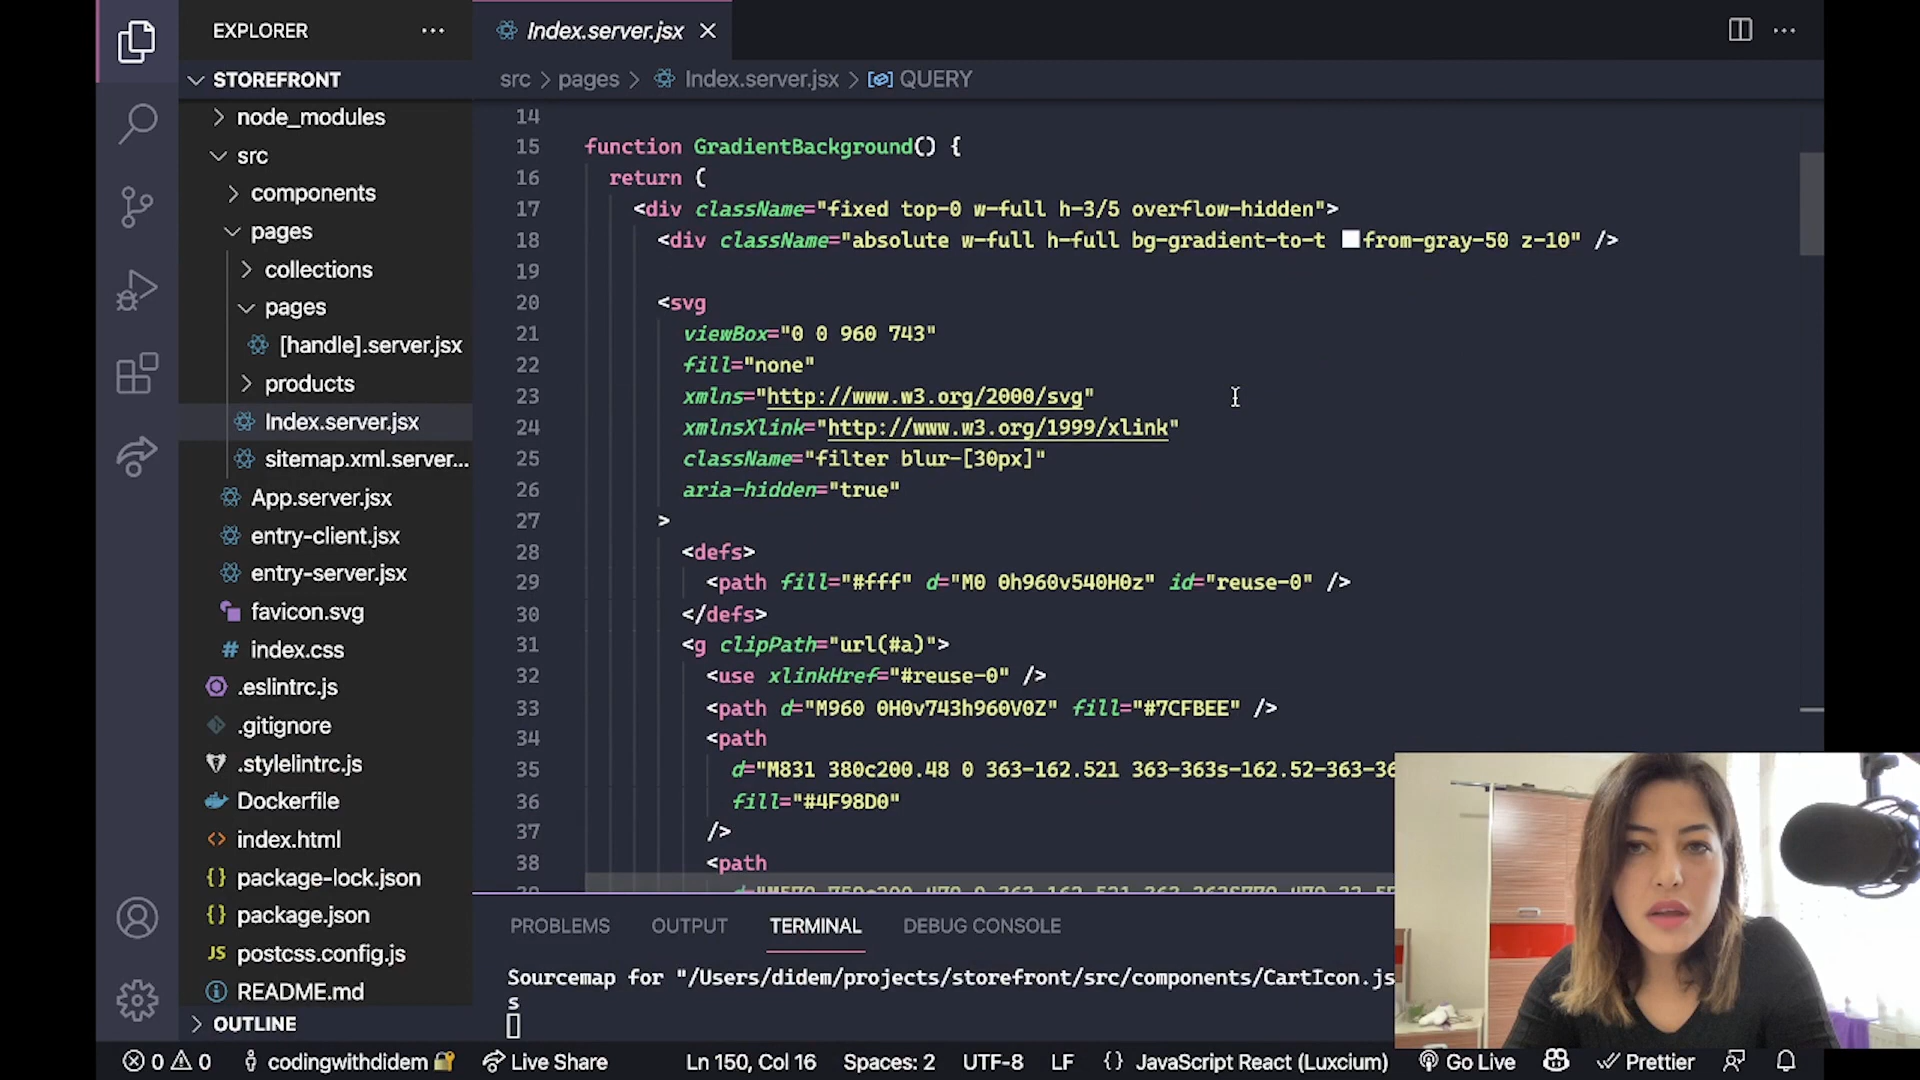 EXPLORER
STOREFRONT
node_modules
src
components
pages
collections
pages
[handle].server.jsx
products
Index.server.jsx
sitemap.xml.server...
App.server.jsx
entry-client.jsx
entry-server.jsx
favicon.svg
index.css
.eslintrc.js
.gitignore
.stylelintrc.js
Dockerfile
index.html
package-lock.json
package.json
postcss.config.js
README.md
OUTLINE
Index.server.jsx
src > pages > Index.server.jsx > QUERY
14
15 function GradientBackground() {
16 return (
17 <div className="fixed top-0 w-full h-3/5 overflow-hidden">
18 <div className="absolute w-full h-full bg-gradient-to-t from-gray-50 z-10" />
19
20 <svg
21 viewBox="0 0 960 743"
22 fill="none"
23 xmlns="http://www.w3.org/2000/svg"
24 xmlnsXlink="http://www.w3.org/1999/xlink"
25 className="filter blur-[30px]"
26 aria-hidden="true"
27 >
28 <defs>
29 <path fill="#fff" d="M0 0h960v540H0z" id="reuse-0" />
30 </defs>
31 <g clipPath="url(#a)">
32 <use xlinkHref="#reuse-0" />
33 <path d="M960 0H0v743h960V0Z" fill="#7CFBEE" />
34 <path
35 d="M831 380c200.48 0 363-162.521 363-363s-162.52-363-36
36 fill="#4F98D0"
37 />
38 <path
PROBLEMS OUTPUT TERMINAL DEBUG CONSOLE
Sourcemap for "/Users/didem/projects/storefront/src/components/CartIcon.js
s
0 0 codingwithdidem Live Share Ln 150, Col 16 Spaces: 2 UTF-8 LF {} JavaScript React (Luxcium) Go Live Prettier